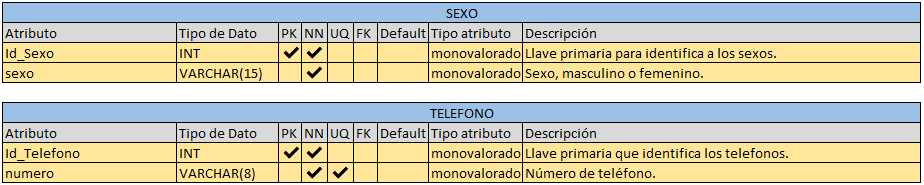 SEXO
Atributo Tipo de Dato PK NN UQ FK Default Tipo atributo Descripción
Id_Sexo INT ✔ ✔ monovalorado Llave primaria para identifica a los sexos.
sexo VARCHAR(15) ✔ monovalorado Sexo, masculino o femenino.
TELEFONO
Atributo Tipo de Dato PK NN UQ FK Default Tipo atributo Descripción
Id_Telefono INT ✔ ✔ monovalorado Llave primaria que identifica los telefonos.
numero VARCHAR(8) ✔ ✔ monovalorado Número de teléfono.